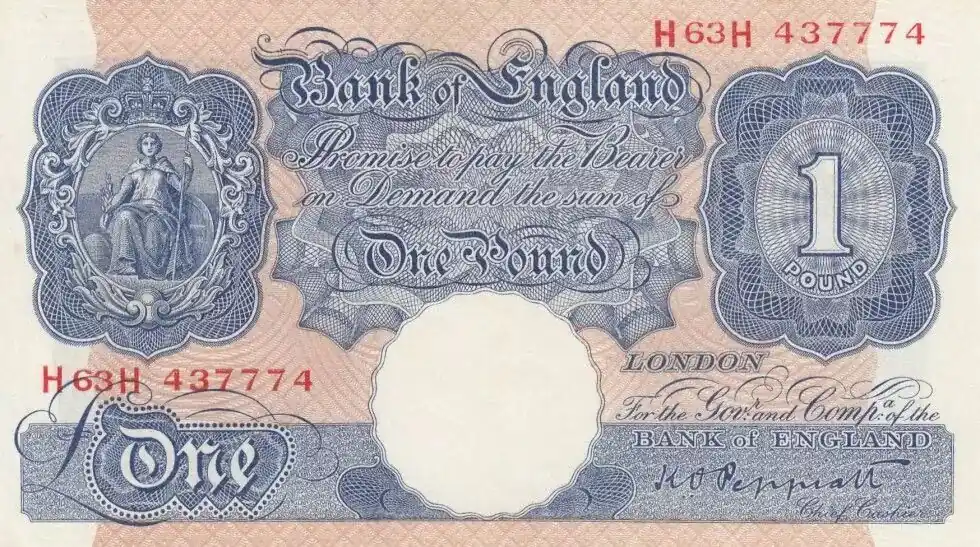 H63H 437774
Bank of England
Promise to pay the Bearer
on Demand the sum of
One Pound
1
POUND
H63H 437774
LONDON
For the Govr. and Compa. of the
BANK of ENGLAND
£One
K O Peppiatt
Chief Cashier